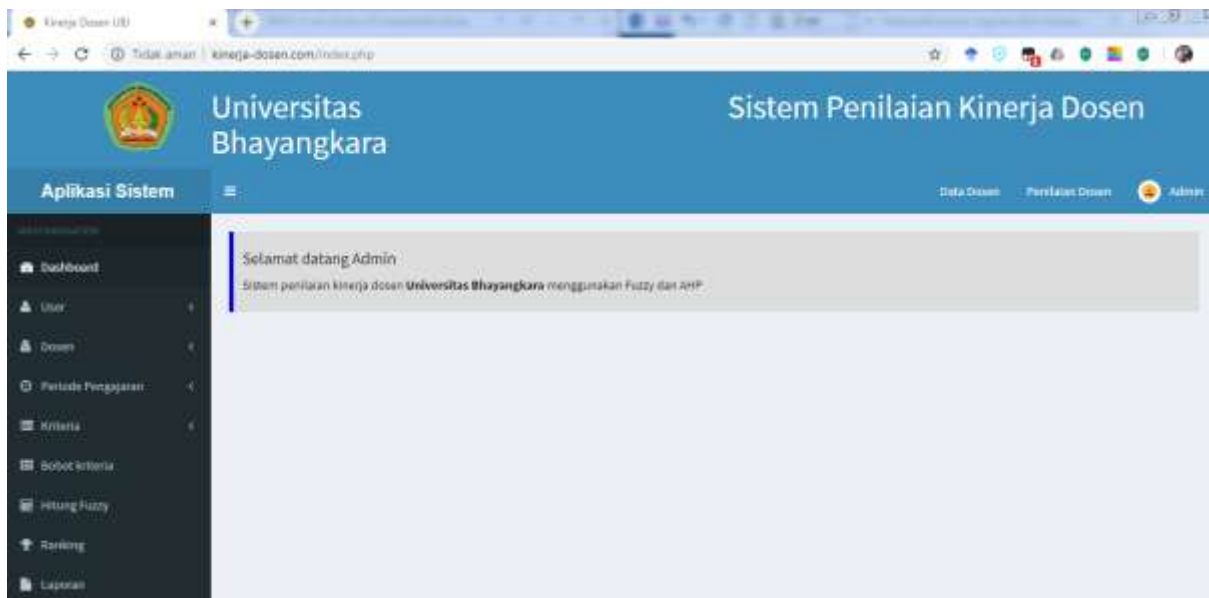 Kinerja Dosen UBJ
Tidak aman | kinerja-dosen.com/index.php
Universitas
Bhayangkara
Sistem Penilaian Kinerja Dosen
Aplikasi Sistem
Data Dosen
Penilaian Dosen
Admin
Selamat datang Admin
Sistem penilaian kinerja dosen Universitas Bhayangkara menggunakan Fuzzy dan AHP
Dashboard
User
Dosen
Periode Pengajaran
Kriteria
Bobot kriteria
Hitung Fuzzy
Ranking
Laporan